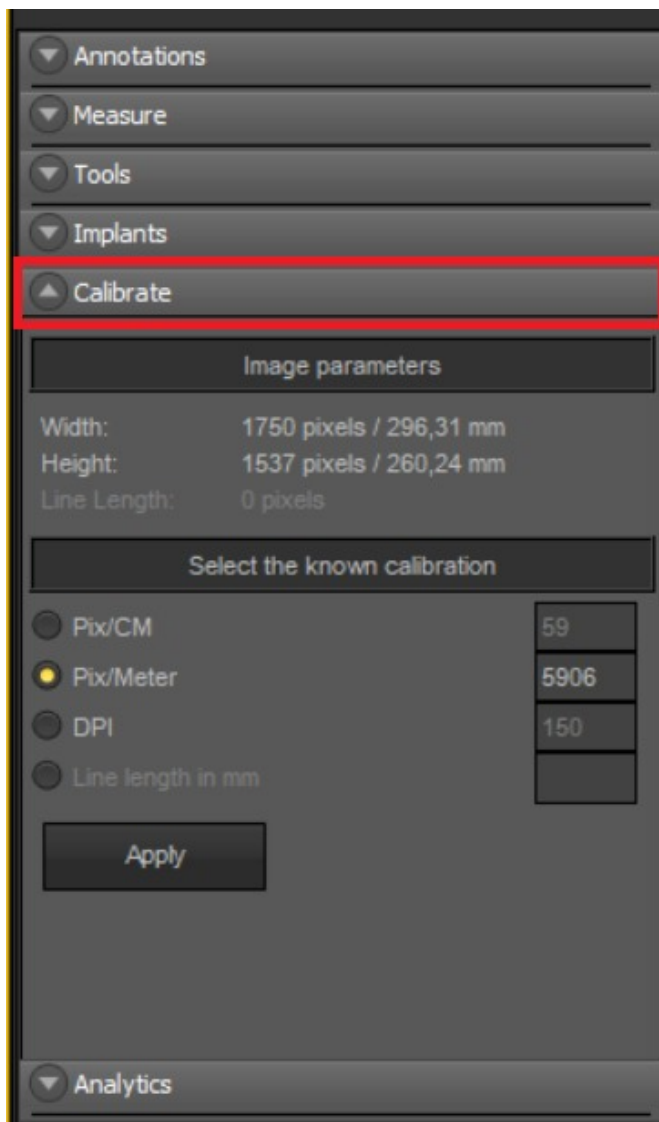 Annotations
Measure
Tools
Implants
Calibrate
Image parameters
Width: 1750 pixels / 296,31 mm
Height: 1537 pixels / 260,24 mm
Line Length: 0 pixels
Select the known calibration
Pix/CM 59
Pix/Meter 5906
DPI 150
Line length in mm
Apply
Analytics